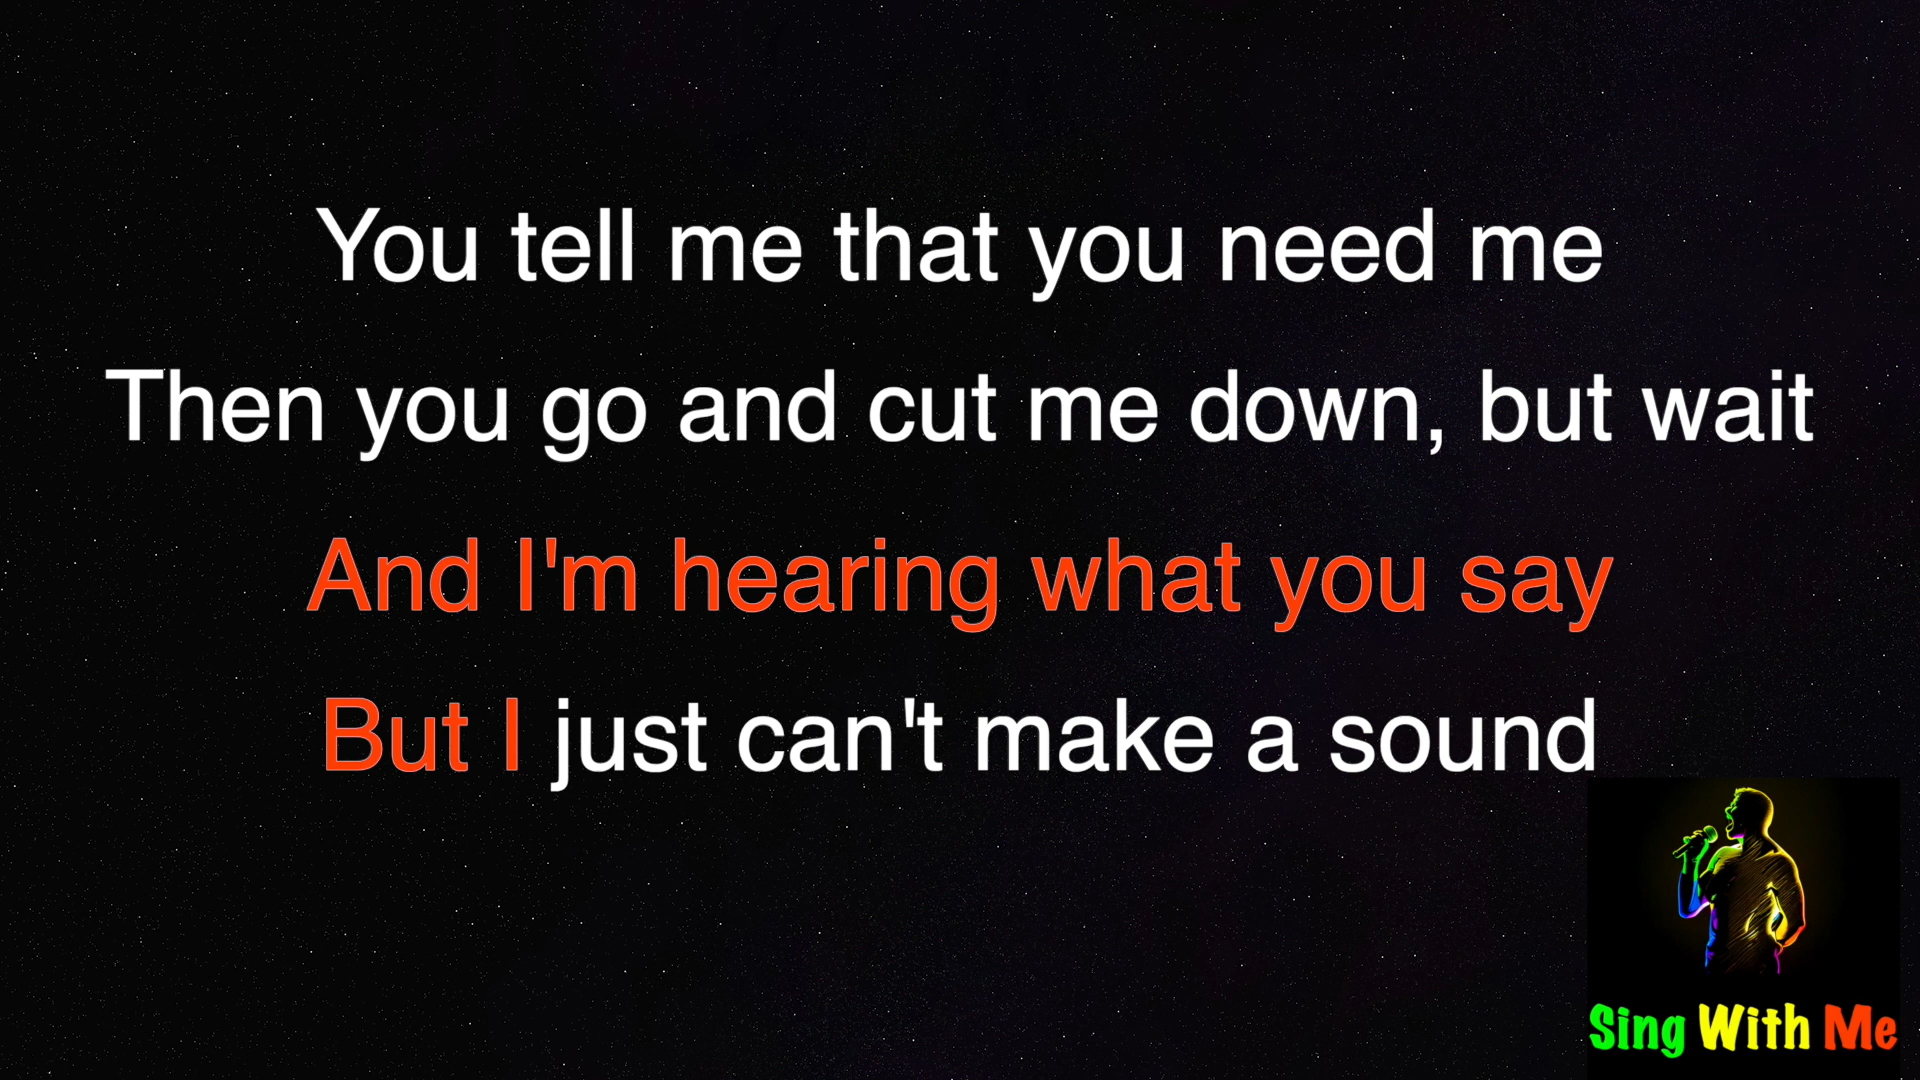 You tell me that you need me
Then you go and cut me down, but wait
And I'm hearing what you say
But I just can't make a sound
Sing With Me